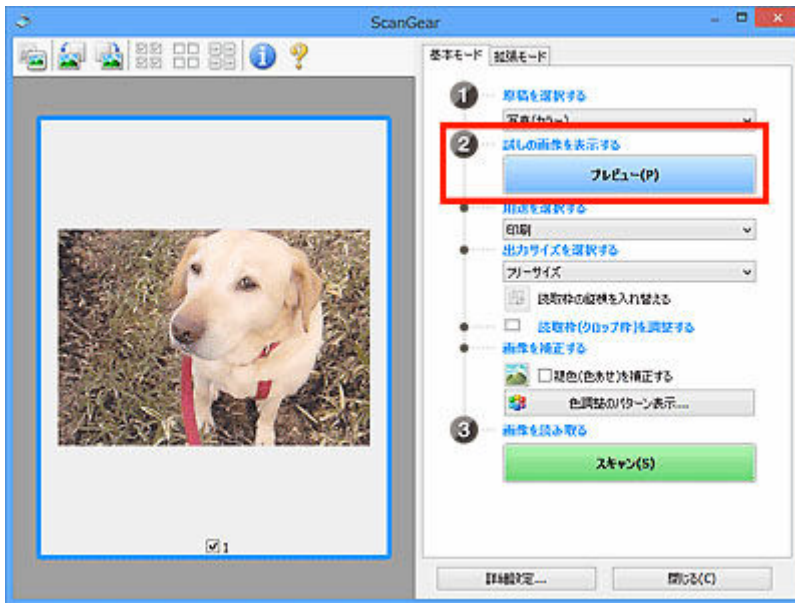 ScanGear
基本モード 拡張モード
1 原稿を選択する
写真(カラー)
2 試しの画像を表示する
プレビュー(P)
用途を選択する
印刷
出力サイズを選択する
フリーサイズ
読取枠の縦横を入れ替える
読取枠(クロップ枠)を調整する
画像を補正する
褪色(色あせ)を補正する
色調整のパターン表示...
3 画像を読み取る
スキャン(S)
1
詳細設定... 閉じる(C)